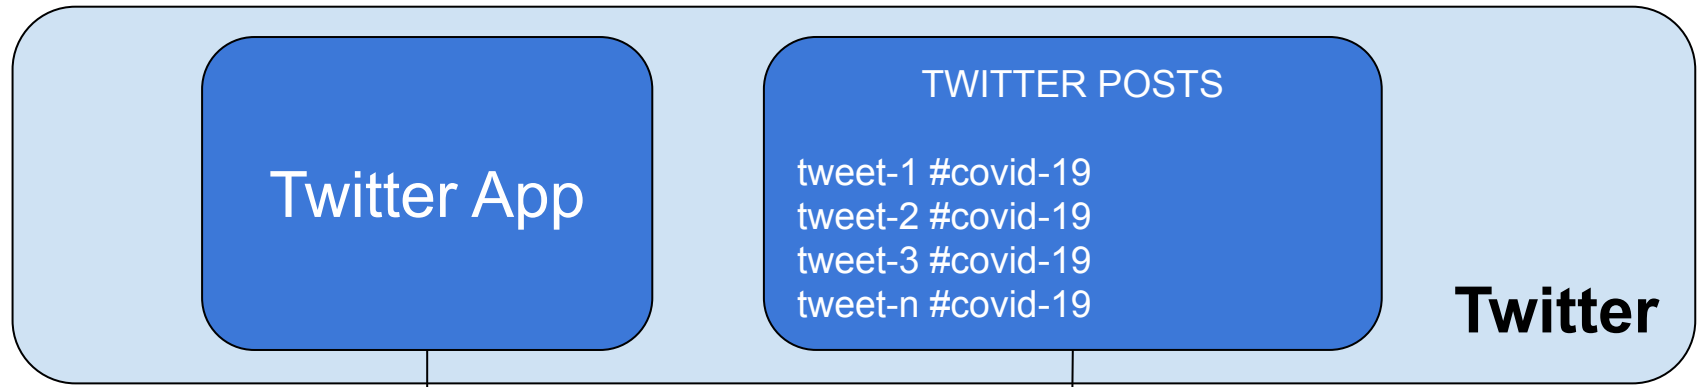 Twitter App
TWITTER POSTS
tweet-1 #covid-19
tweet-2 #covid-19
tweet-3 #covid-19
tweet-n #covid-19
Twitter